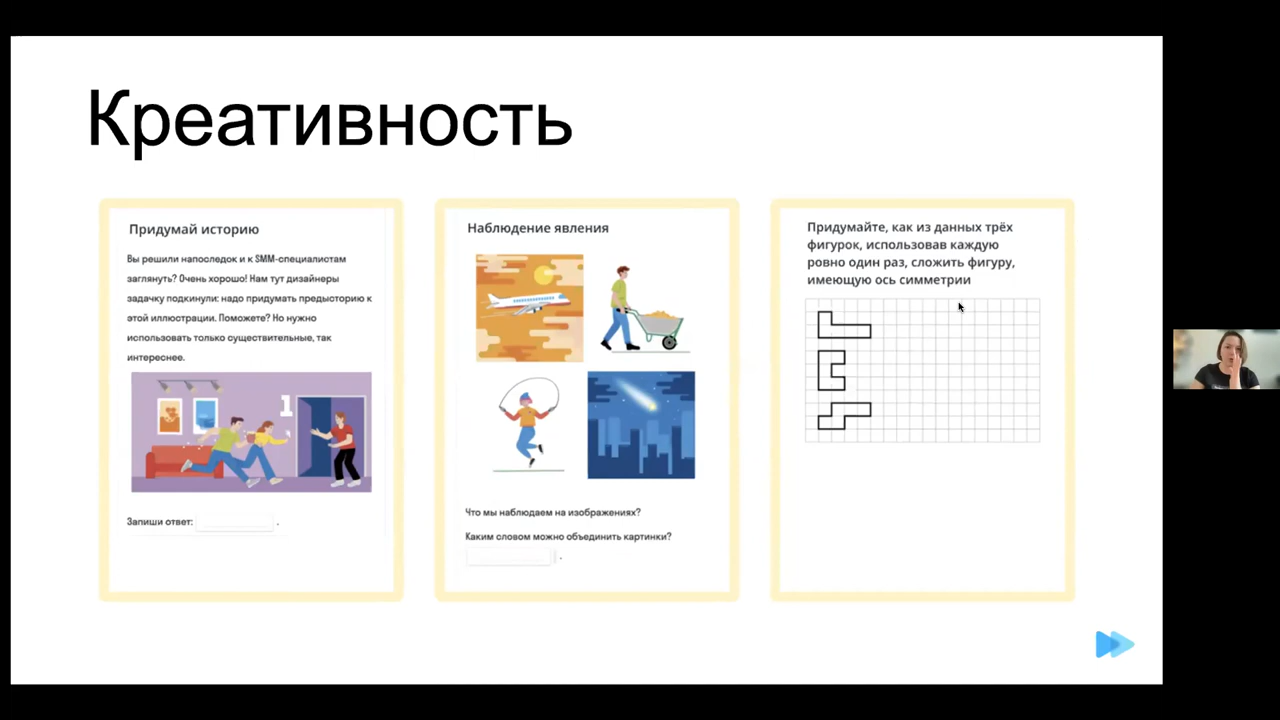 Креативность
Придумай историю
Вы решили напоследок и к SMM-специалистам
заглянуть? Очень хорошо! Нам тут дизайнеры
задачку подкинули: надо придумать предысторию к
этой иллюстрации. Поможете? Но нужно
использовать только существительные, так
интереснее.
1
Запиши ответ: .
Наблюдение явления
Что мы наблюдаем на изображениях?
Каким словом можно объединить картинки?
.
Придумайте, как из данных трёх
фигурок, использовав каждую
ровно один раз, сложить фигуру,
имеющую ось симметрии